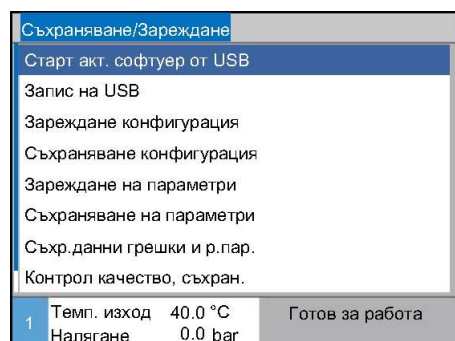 Съхраняване/Зареждане
Старт акт. софтуер от USB
Запис на USB
Зареждане конфигурация
Съхраняване конфигурация
Зареждане на параметри
Съхраняване на параметри
Съхр.данни грешки и р.пар.
Контрол качество, съхран.
1 Темп. изход 40.0 °C Готов за работа
Налягане 0.0 bar